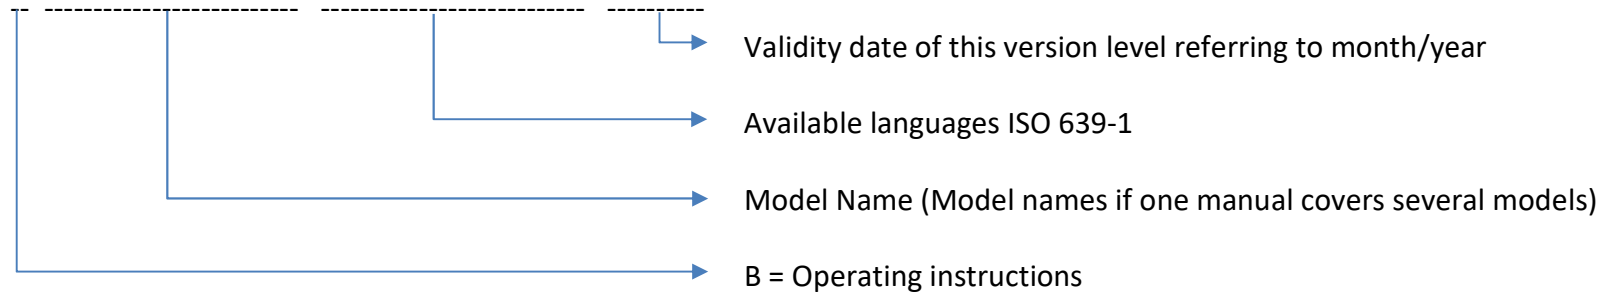 Validity date of this version level referring to month/year
Available languages ISO 639-1
Model Name (Model names if one manual covers several models)
B = Operating instructions